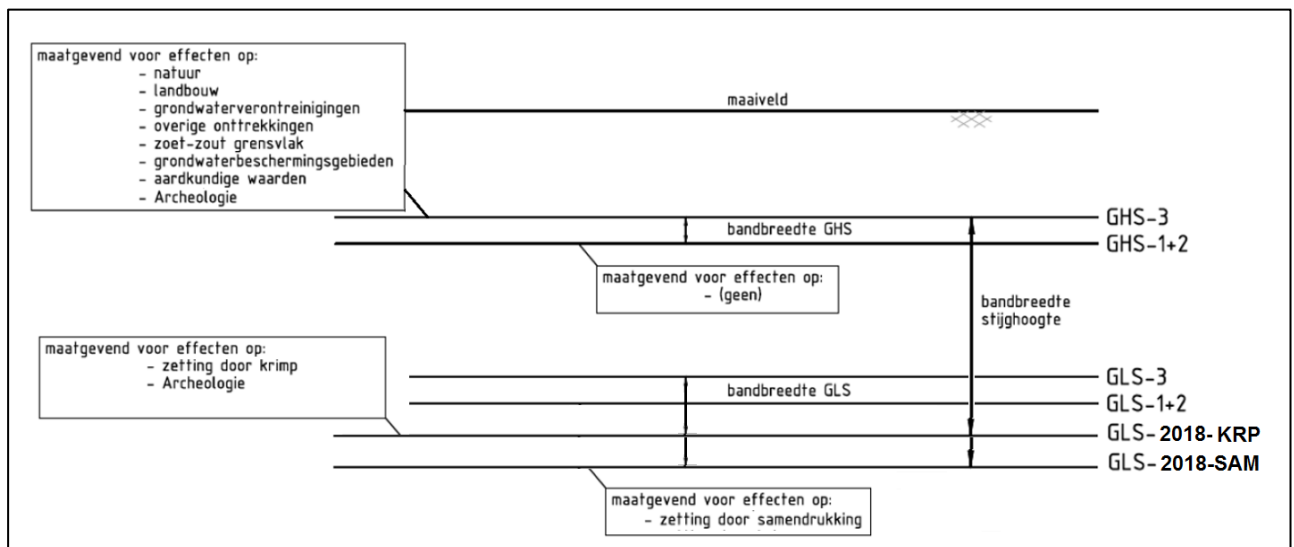 maatgevend voor effecten op:
- natuur
- landbouw
- grondwaterverontreinigingen
- overige onttrekkingen
- zoet-zout grensvlak
- grondwaterbeschermingsgebieden
- aardkundige waarden
- Archeologie
maaiveld
GHS-3
bandbreedte GHS
GHS-1+2
maatgevend voor effecten op:
- (geen)
bandbreedte
stijghoogte
maatgevend voor effecten op:
- zetting door krimp
- Archeologie
GLS-3
bandbreedte GLS
GLS-1+2
GLS-2018-KRP
GLS-2018-SAM
maatgevend voor effecten op:
- zetting door samendrukking